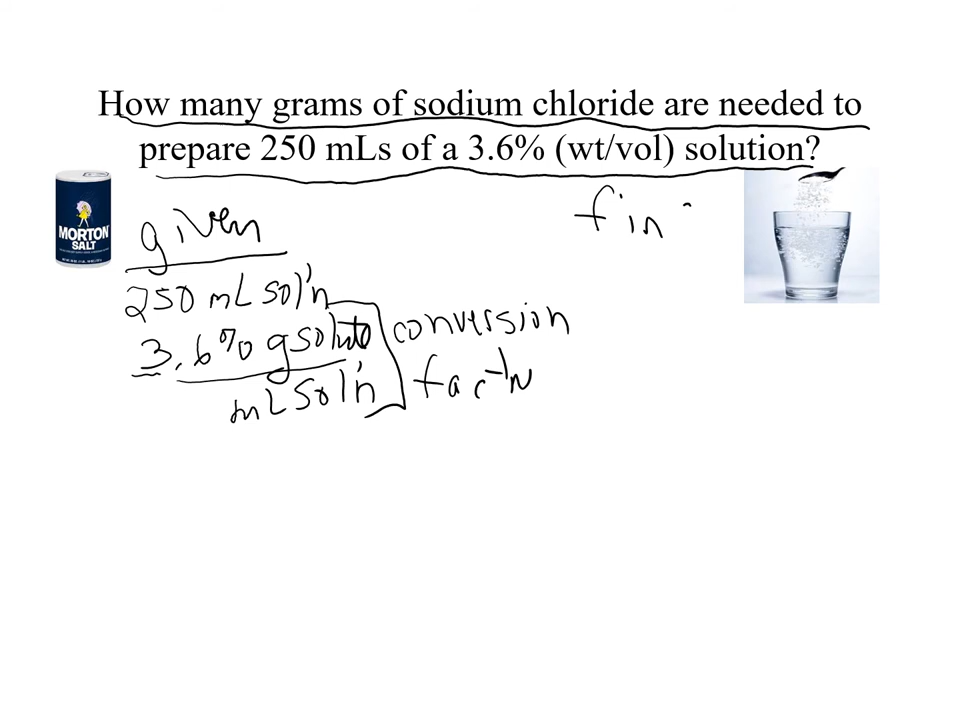 How many grams of sodium chloride are needed to
prepare 250 mLs of a 3.6% (wt/vol) solution?
MORTON
SALT
given
fin
250 mL sol'n
3.6% g solute conversion
mL sol'n factor